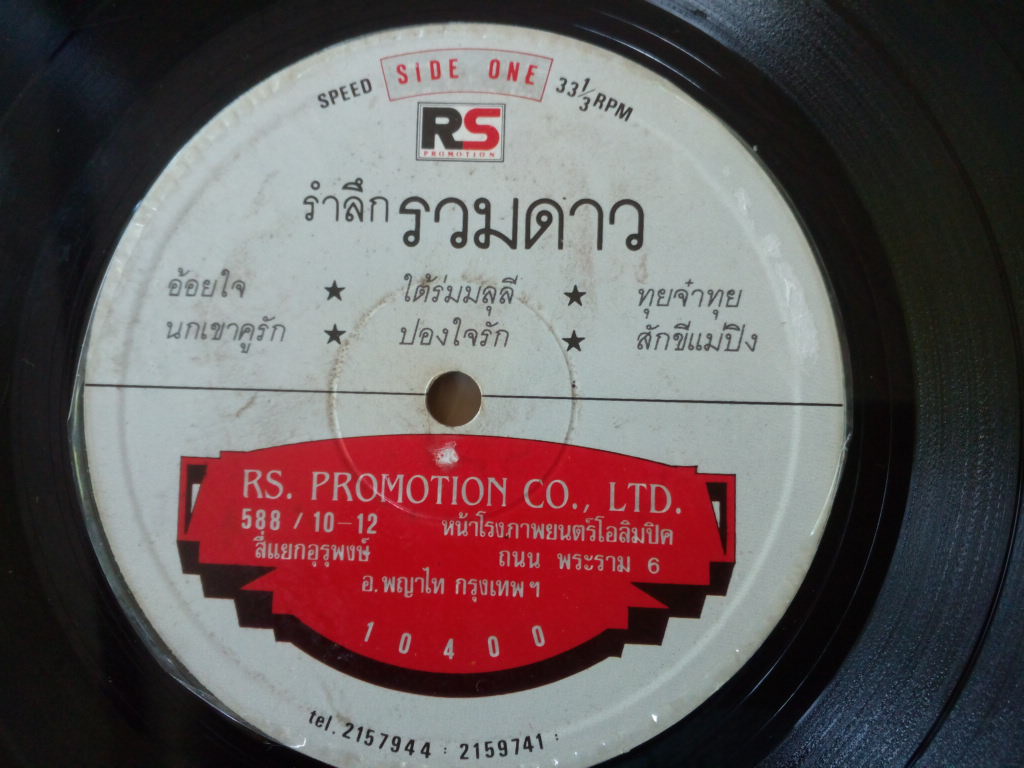 SPEED SiDE ONE 33 1/3 RPM
RS
PROMOTION
รำลึก รวมดาว
อ้อยใจ ★ ใต้ร่มมลุลี ★ ทุยจ๋าทุย
นกเขาคูรัก ★ ปองใจรัก ★ สักขีแม่ปิง
RS. PROMOTION CO., LTD.
588 / 10-12 หน้าโรงภาพยนตร์โอลิมปิค
สี่แยกอุรุพงษ์ ถนน พระราม 6
อ. พญาไท กรุงเทพฯ
10400
tel. 2157944 : 2159741 :